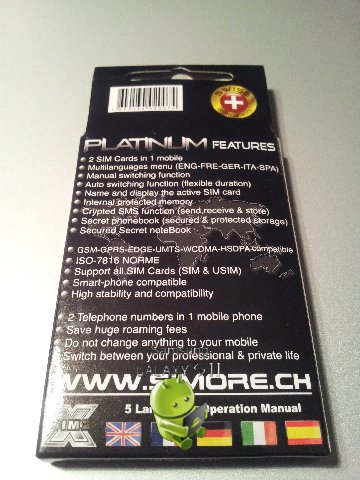 SWISS
PLATINUM FEATURES
2 SIM Cards in 1 mobile
Multilanguages menu (ENG-FRE-GER-ITA-SPA)
Manual switching function
Auto switching function (flexible duration)
Name and display the active SIM card
Internal protected memory
Crypted SMS function (send,receive & store)
Secret phonebook (secured & protected storage)
Secured Secret noteBook
GSM-GPRS-EDGE-UMTS-WCDMA-HSDPA compatible
ISO-7816 NORME
Support all SIM Cards (SIM & USIM)
Smart-phone compatible
High stability and compatibility
2 Telephone numbers in 1 mobile phone
Save huge roaming fees
Do not change anything to your mobile
Switch between your professional & private life
GALAXY S II
WWW.SIMORE.CH
5 Operation Manual